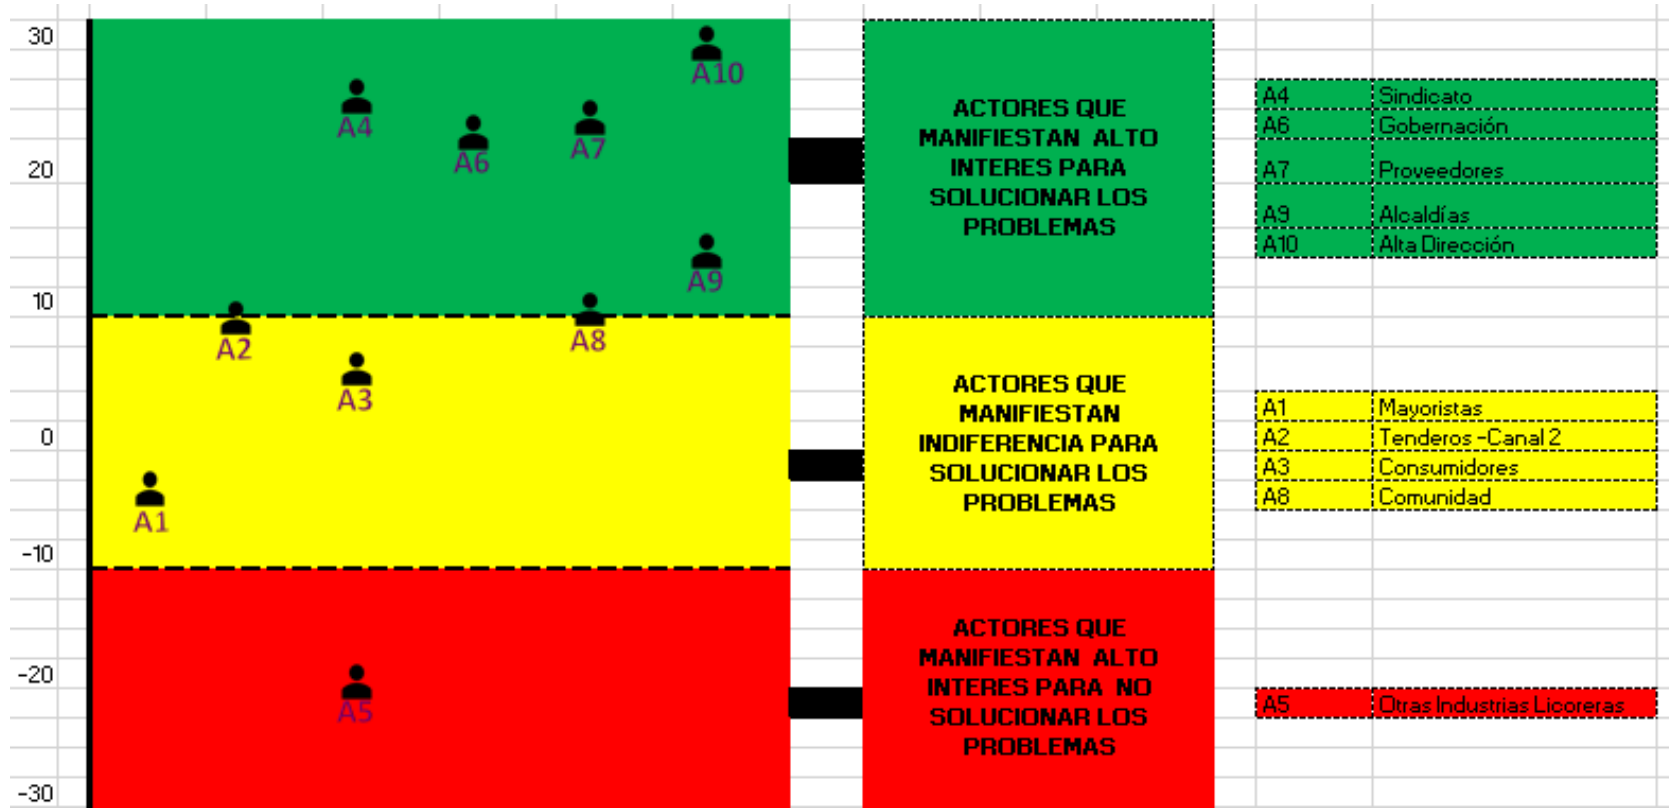 30
20
10
0
-10
-20
-30
A10
A4
A7
A6
A9
A2
A8
A3
A1
A5
ACTORES QUE
MANIFIESTAN ALTO
INTERES PARA
SOLUCIONAR LOS
PROBLEMAS
ACTORES QUE
MANIFIESTAN
INDIFERENCIA PARA
SOLUCIONAR LOS
PROBLEMAS
ACTORES QUE
MANIFIESTAN ALTO
INTERES PARA NO
SOLUCIONAR LOS
PROBLEMAS
A4 Sindicato
A6 Gobernación
A7 Proveedores
A9 Alcaldías
A10 Alta Dirección
A1 Mayoristas
A2 Tenderos -Canal 2
A3 Consumidores
A8 Comunidad
A5 Otras Industrias Licoreras